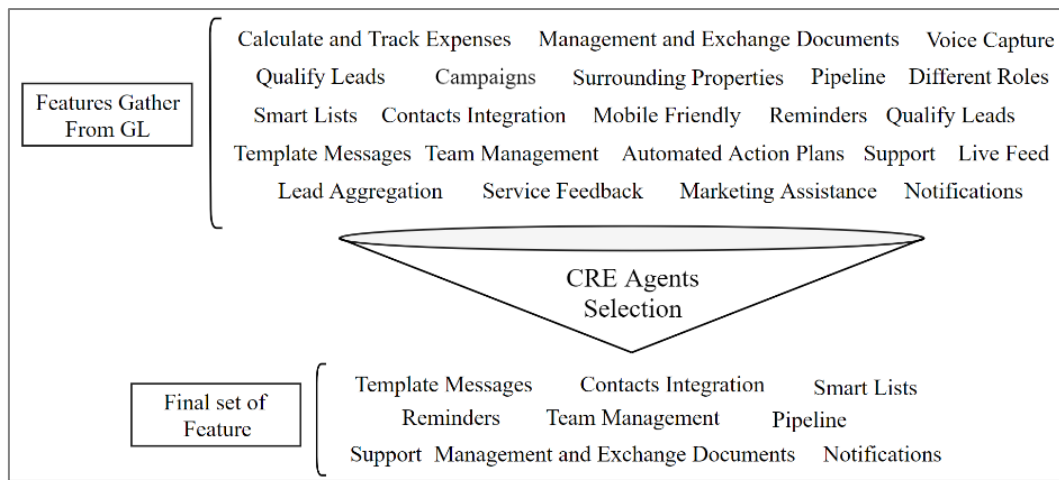 Calculate and Track Expenses Management and Exchange Documents Voice Capture
Qualify Leads Campaigns Surrounding Properties Pipeline Different Roles
Features Gather
From GL
Smart Lists Contacts Integration Mobile Friendly Reminders Qualify Leads
Template Messages Team Management Automated Action Plans Support Live Feed
Lead Aggregation Service Feedback Marketing Assistance Notifications
CRE Agents
Selection
Final set of
Feature
Template Messages Contacts Integration Smart Lists
Reminders Team Management Pipeline
Support Management and Exchange Documents Notifications